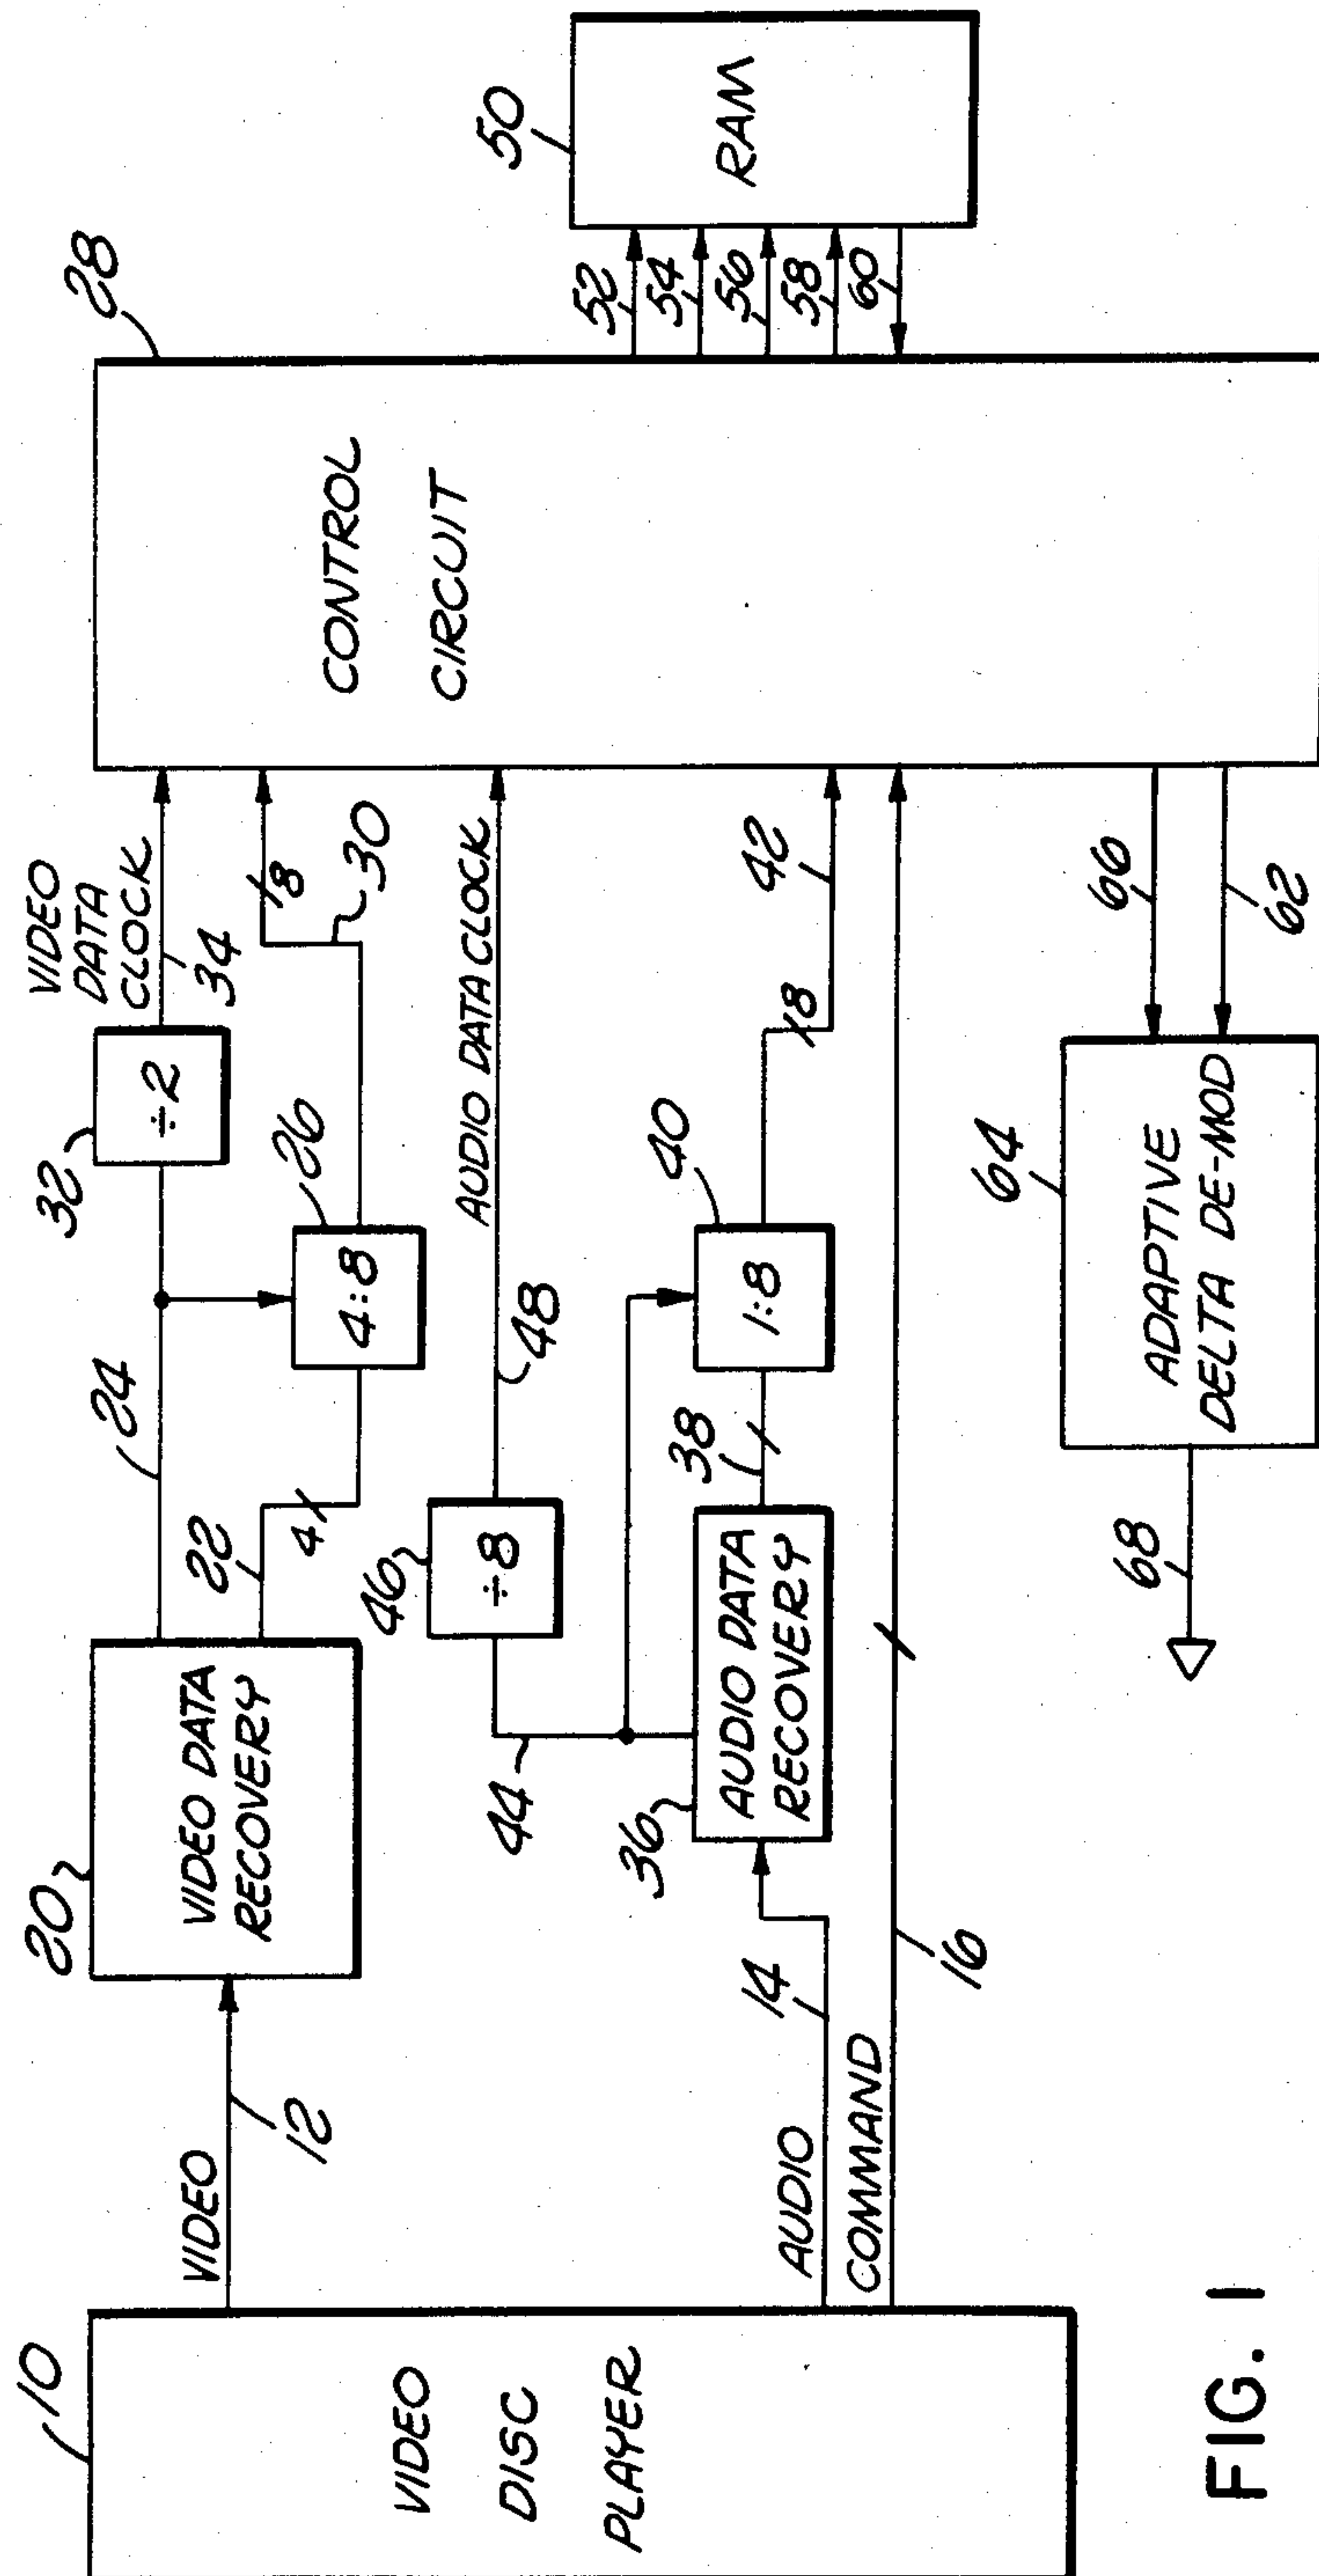 10
VIDEO
DISC
PLAYER
VIDEO
12
AUDIO
14
COMMAND
16
20
VIDEO DATA
RECOVERY
22
4
24
4:8
26
32
÷2
VIDEO
DATA
CLOCK
34
8
30
44
46
÷8
48
AUDIO DATA CLOCK
36
AUDIO DATA
RECOVERY
38
1:8
40
8
42
28
CONTROL
CIRCUIT
50
RAM
52
54
56
58
60
66
62
64
ADAPTIVE
DELTA DE-MOD
68
FIG. 1